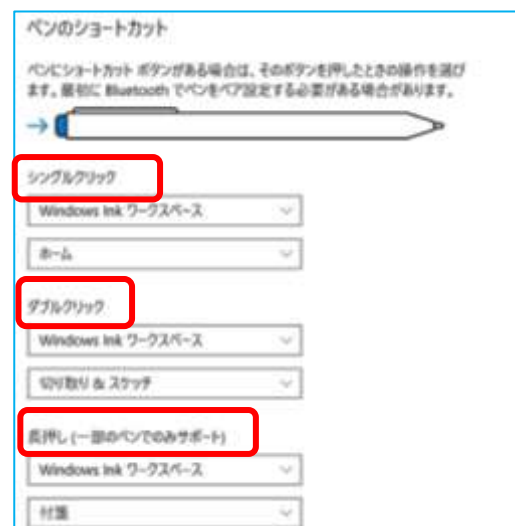 ペンのショートカット
ペンにショートカット ボタンがある場合は、そのボタンを押したときの操作を選び
ます。最初に Bluetooth でペンをペア設定する必要がある場合があります。
シングルクリック
Windows Ink ワークスペース
ホーム
ダブルクリック
Windows Ink ワークスペース
切り取り & スケッチ
長押し (一部のペンでのみサポート)
Windows Ink ワークスペース
付箋